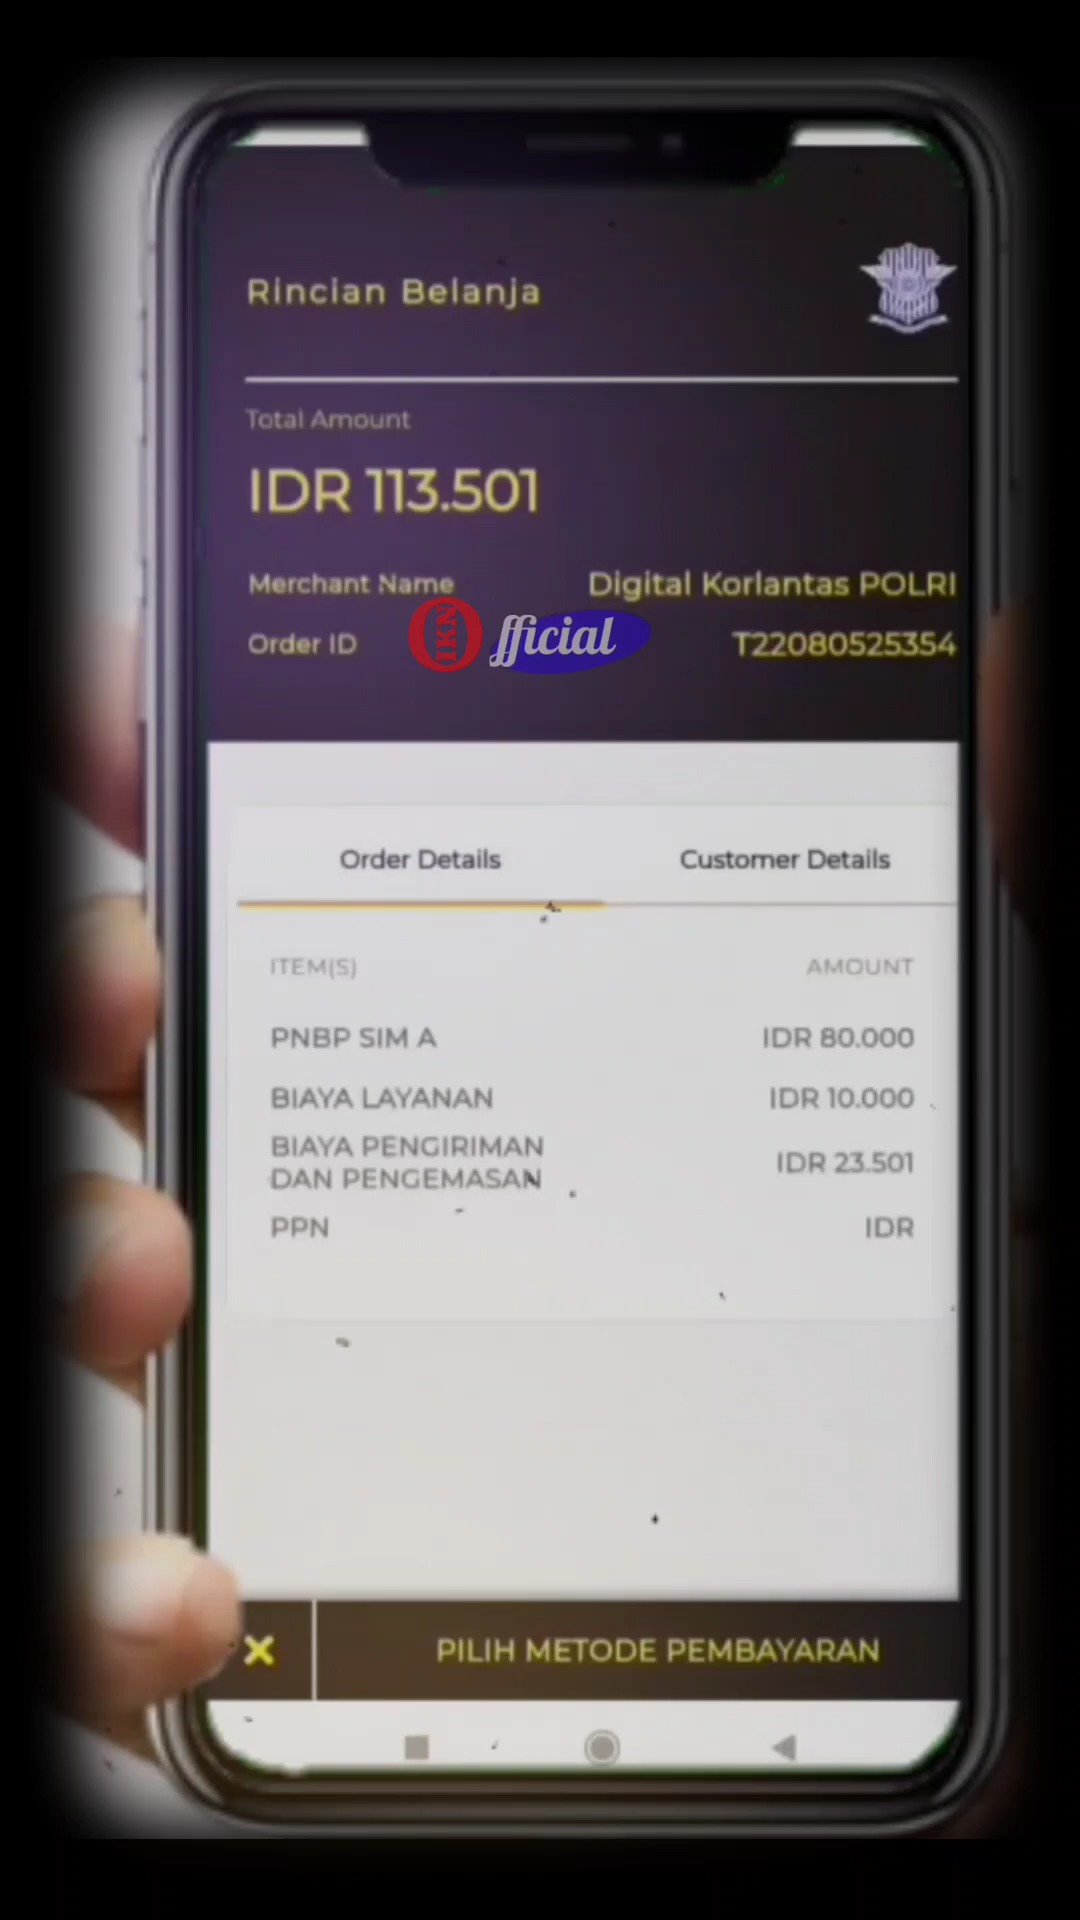 Rincian Belanja
Total Amount
IDR 113.501
Merchant Name Digital Korlantas POLRI
Order ID T22080525354
IKN Official
Order Details Customer Details
ITEM(S) AMOUNT
PNBP SIM A IDR 80.000
BIAYA LAYANAN IDR 10.000
BIAYA PENGIRIMAN
DAN PENGEMASAN IDR 23.501
PPN IDR
PILIH METODE PEMBAYARAN